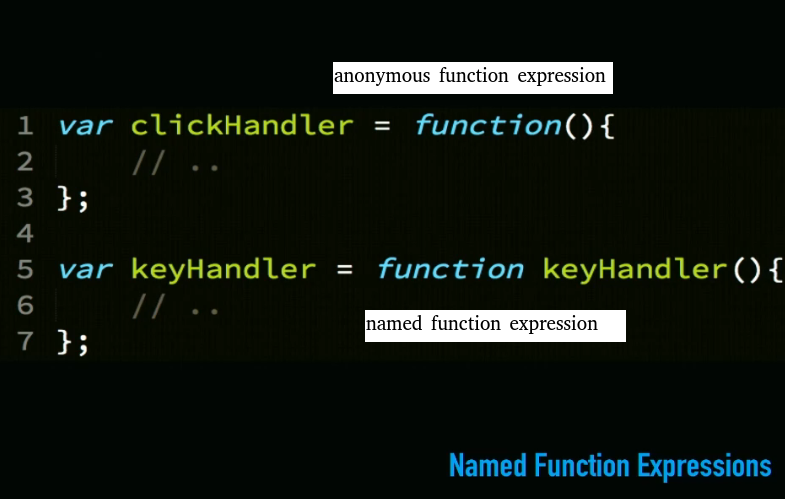 anonymous function expression
1 var clickHandler = function(){
2 // ..
3 };
4
5 var keyHandler = function keyHandler(){
6 // ..
named function expression
7 };
Named Function Expressions